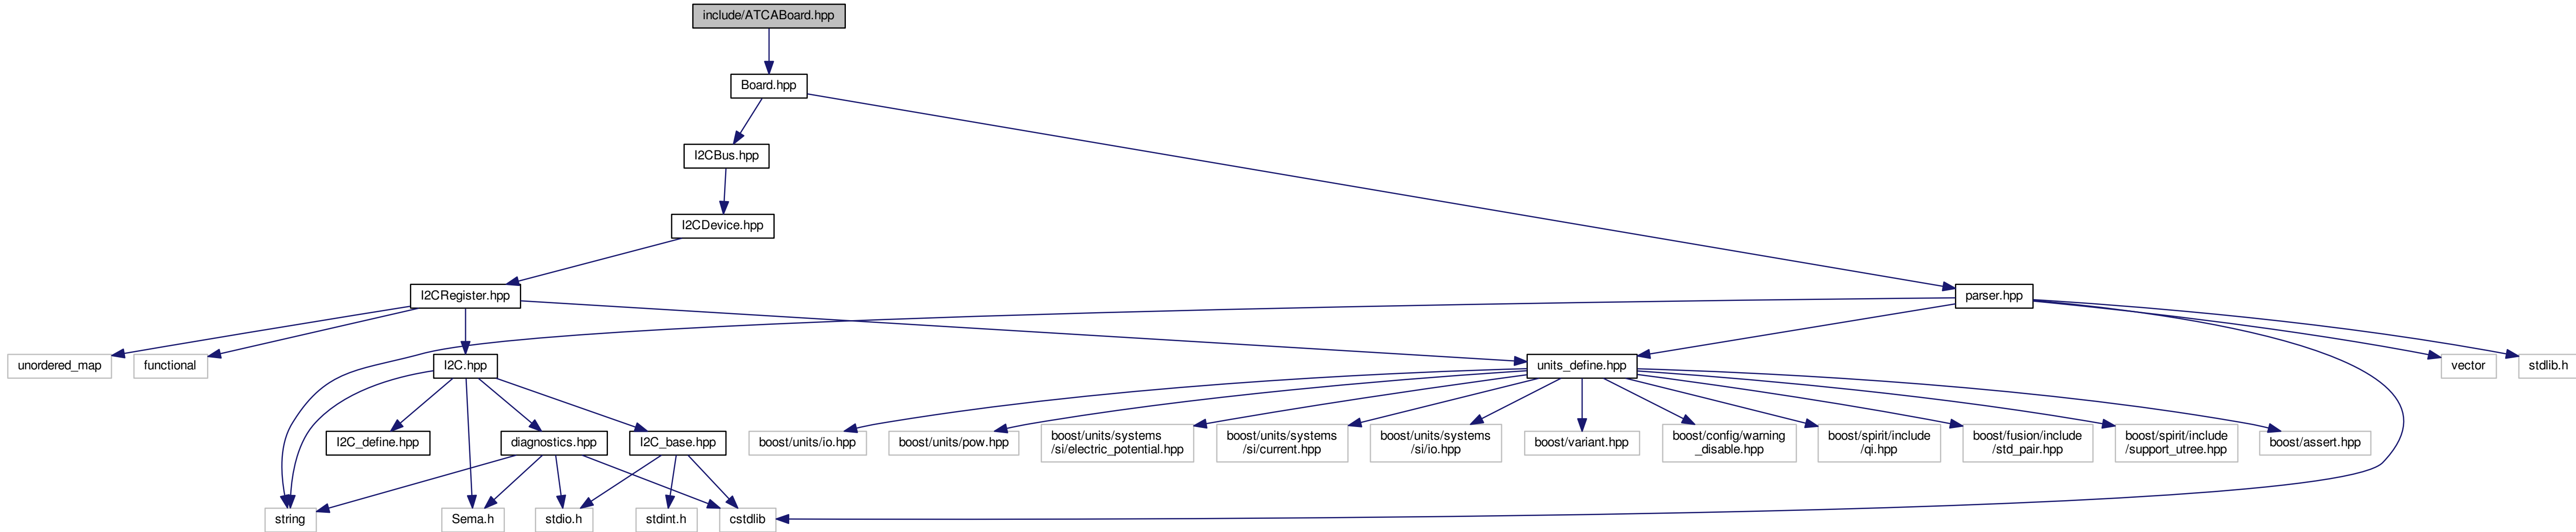 include/ATCABoard.hpp
Board.hpp
I2CBus.hpp
I2CDevice.hpp
I2CRegister.hpp
parser.hpp
unordered_map
functional
I2C.hpp
units_define.hpp
vector
stdlib.h
I2C_define.hpp
diagnostics.hpp
I2C_base.hpp
boost/units/io.hpp
boost/units/pow.hpp
boost/units/systems
/si/electric_potential.hpp
boost/units/systems
/si/current.hpp
boost/units/systems
/si/io.hpp
boost/variant.hpp
boost/config/warning
_disable.hpp
boost/spirit/include
/qi.hpp
boost/fusion/include
/std_pair.hpp
boost/spirit/include
/support_utree.hpp
boost/assert.hpp
string
Sema.h
stdio.h
stdint.h
cstdlib